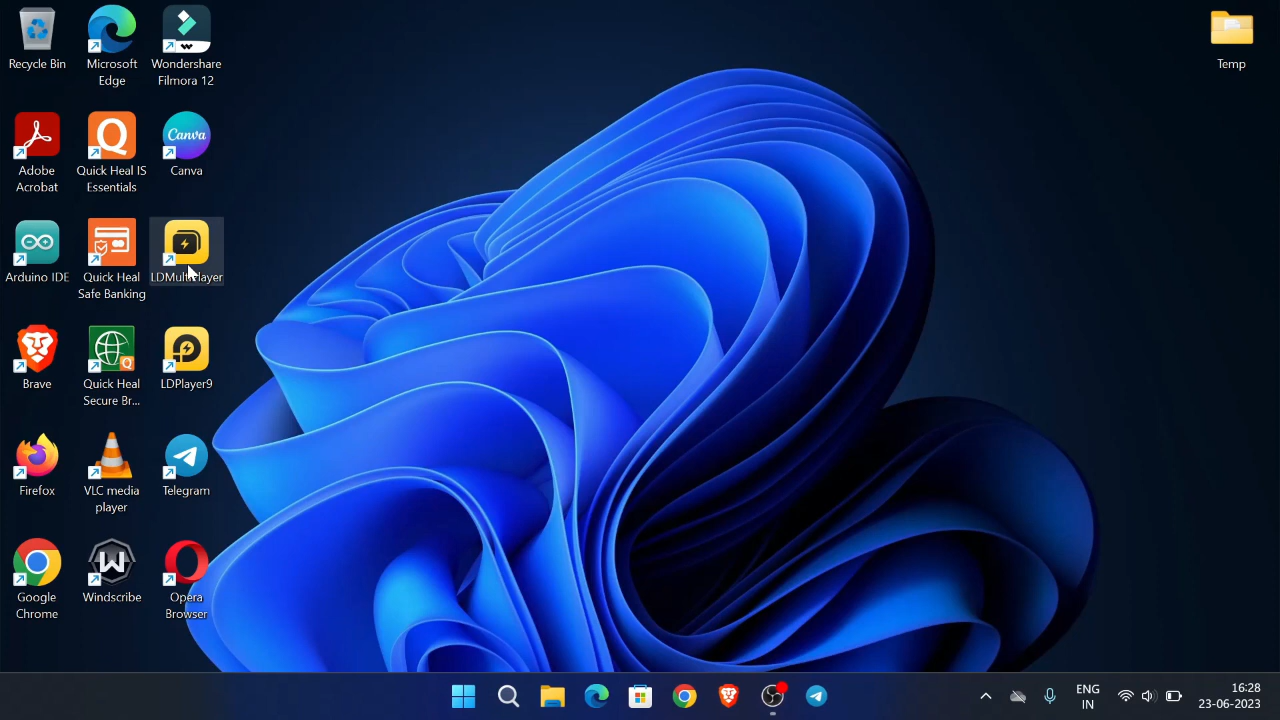 Recycle Bin
Microsoft
Edge
Wondershare
Filmora 12
Temp
Adobe
Acrobat
Quick Heal IS
Essentials
Canva
Canva
Arduino IDE
Quick Heal
Safe Banking
LDMultiPlayer
Brave
Quick Heal
Secure Br...
LDPlayer9
Firefox
VLC media
player
Telegram
Google
Chrome
Windscribe
Opera
Browser
ENG
IN
16:28
23-06-2023